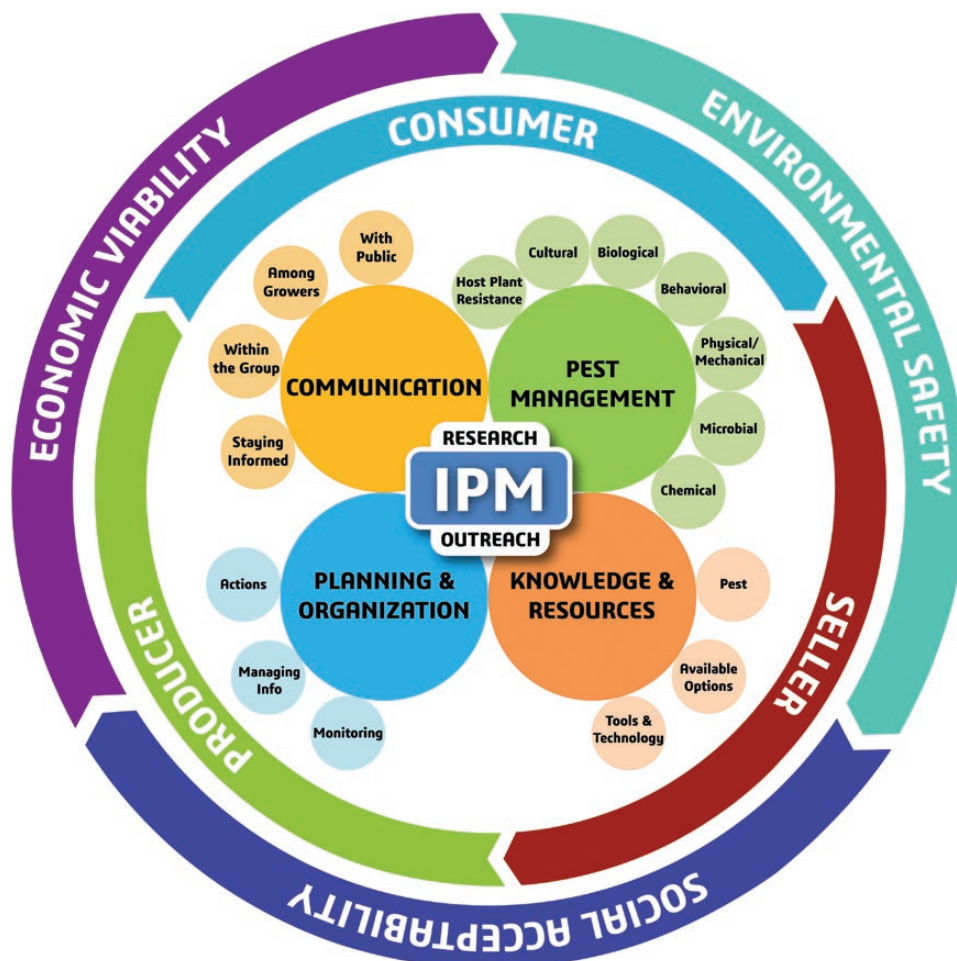 ECONOMIC VIABILITY
ENVIRONMENTAL SAFETY
SOCIAL ACCEPTABILITY
CONSUMER
SELLER
PRODUCER
COMMUNICATION
With
Public
Among
Growers
Within
the Group
Staying
Informed
PEST
MANAGEMENT
Host Plant
Resistance
Cultural
Biological
Behavioral
Physical/
Mechanical
Microbial
Chemical
RESEARCH
IPM
OUTREACH
PLANNING &
ORGANIZATION
Actions
Managing
Info
Monitoring
KNOWLEDGE &
RESOURCES
Pest
Available
Options
Tools &
Technology